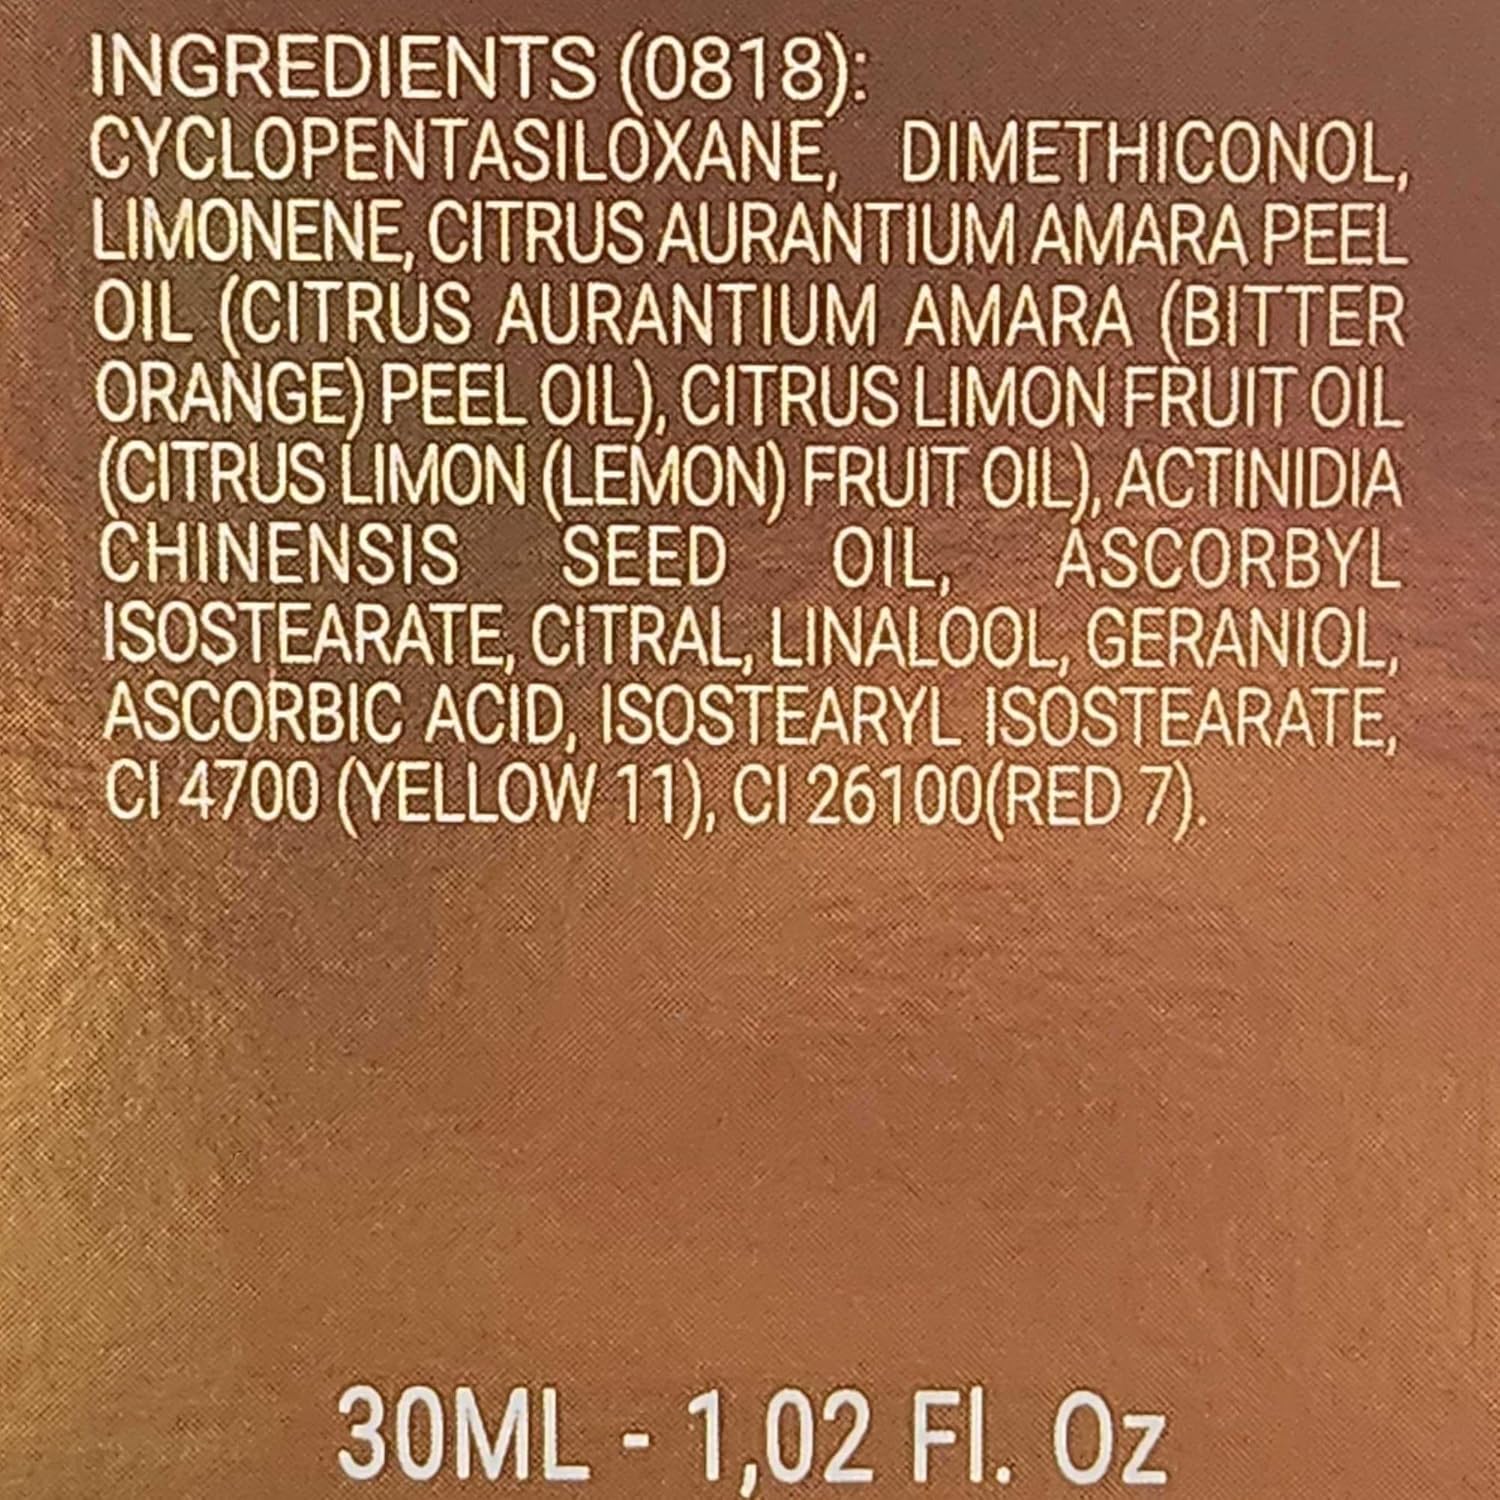 INGREDIENTS (0818):
CYCLOPENTASILOXANE, DIMETHICONOL,
LIMONENE, CITRUS AURANTIUM AMARA PEEL
OIL (CITRUS AURANTIUM AMARA (BITTER
ORANGE) PEEL OIL), CITRUS LIMON FRUIT OIL
(CITRUS LIMON (LEMON) FRUIT OIL), ACTINIDIA
CHINENSIS SEED OIL, ASCORBYL
ISOSTEARATE, CITRAL, LINALOOL, GERANIOL,
ASCORBIC ACID, ISOSTEARYL ISOSTEARATE,
CI 4700 (YELLOW 11), CI 26100(RED 7).
30ML - 1,02 Fl. Oz